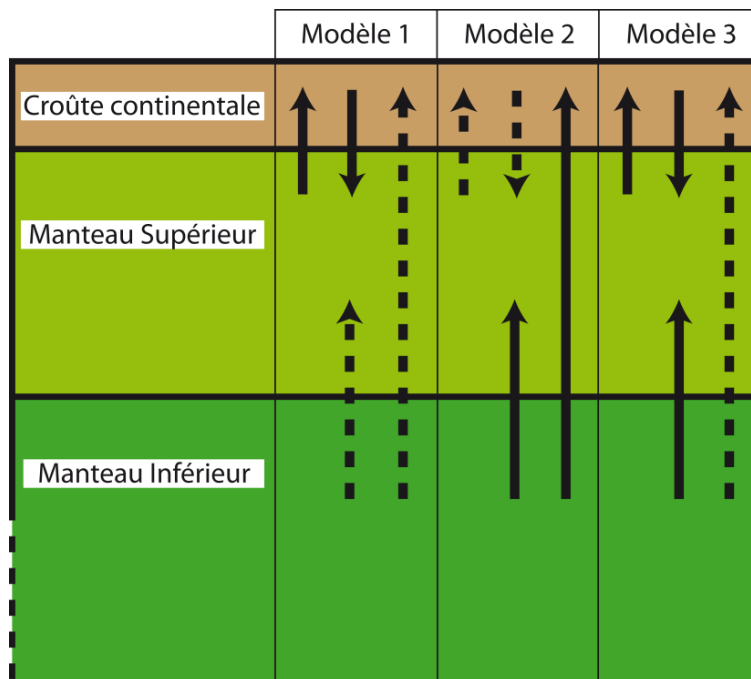 Modèle 1
Modèle 2
Modèle 3
Croûte continentale
Manteau Supérieur
Manteau Inférieur